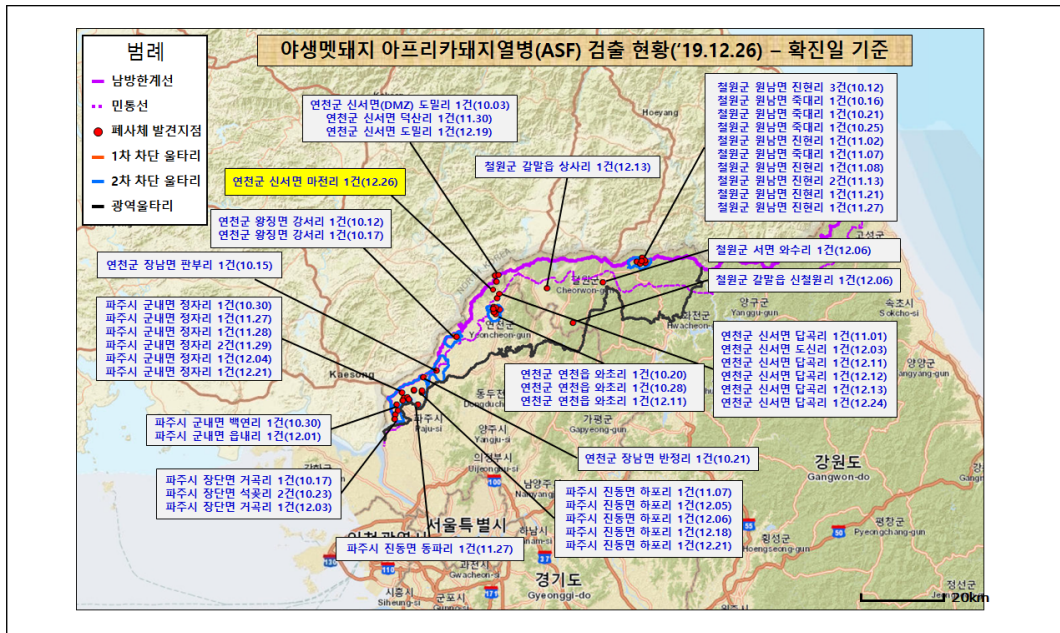 야생멧돼지 아프리카돼지열병(ASF) 검출 현황('19.12.26) – 확진일 기준
범례
남방한계선
민통선
폐사체 발견지점
1차 차단 울타리
2차 차단 울타리
광역울타리
연천군 신서면(DMZ) 도밀리 1건(10.03)
연천군 신서면 덕산리 1건(11.30)
연천군 신서면 도밀리 1건(12.19)
철원군 원남면 진현리 3건(10.12)
철원군 원남면 죽대리 1건(10.16)
철원군 원남면 죽대리 1건(10.21)
철원군 원남면 죽대리 1건(10.25)
철원군 원남면 진현리 1건(11.02)
철원군 원남면 죽대리 1건(11.07)
철원군 원남면 진현리 1건(11.08)
철원군 원남면 진현리 2건(11.13)
철원군 원남면 진현리 1건(11.21)
철원군 원남면 진현리 1건(11.27)
철원군 갈말읍 상사리 1건(12.13)
연천군 신서면 마전리 1건(12.26)
연천군 왕징면 강서리 1건(10.12)
연천군 왕징면 강서리 1건(10.17)
철원군 서면 와수리 1건(12.06)
연천군 장남면 판부리 1건(10.15)
철원군 갈말읍 신철원리 1건(12.06)
파주시 군내면 정자리 1건(10.30)
파주시 군내면 정자리 1건(11.27)
파주시 군내면 정자리 1건(11.28)
파주시 군내면 정자리 2건(11.29)
파주시 군내면 정자리 1건(12.04)
파주시 군내면 정자리 1건(12.21)
연천군 신서면 답곡리 1건(11.01)
연천군 신서면 도신리 1건(12.03)
연천군 신서면 답곡리 1건(12.11)
연천군 신서면 답곡리 1건(12.12)
연천군 신서면 답곡리 1건(12.13)
연천군 신서면 답곡리 1건(12.24)
연천군 연천읍 와초리 1건(10.20)
연천군 연천읍 와초리 1건(10.28)
연천군 연천읍 와초리 1건(12.11)
파주시 군내면 백연리 1건(10.30)
파주시 군내면 읍내리 1건(12.01)
연천군 장남면 반정리 1건(10.21)
파주시 장단면 거곡리 1건(10.17)
파주시 장단면 석곶리 2건(10.23)
파주시 장단면 거곡리 1건(12.03)
파주시 진동면 하포리 1건(11.07)
파주시 진동면 하포리 1건(12.05)
파주시 진동면 하포리 1건(12.06)
파주시 진동면 하포리 1건(12.18)
파주시 진동면 하포리 1건(12.21)
파주시 진동면 동파리 1건(11.27)
Hoeyang
고성군
철원군
Cheorwon-gun
양구군
Yanggu-gun
속초시
Sokcho-si
화천군
Hwacheon-gun
연천군
Yeoncheon-gun
양양군
Kaesong
파주시
Paju-si
양주시
Yangju-si
가평군
Gapyeong-gun
강원도
Gangwon-do
서울특별시
하남시
횡성군
Hoengseong-gun
평창군
Pyeongchang-gun
과천시
Gwacheon-si
시흥시
Siheung-si
군포시
경기도
Gyeonggi-do
정선군
20km